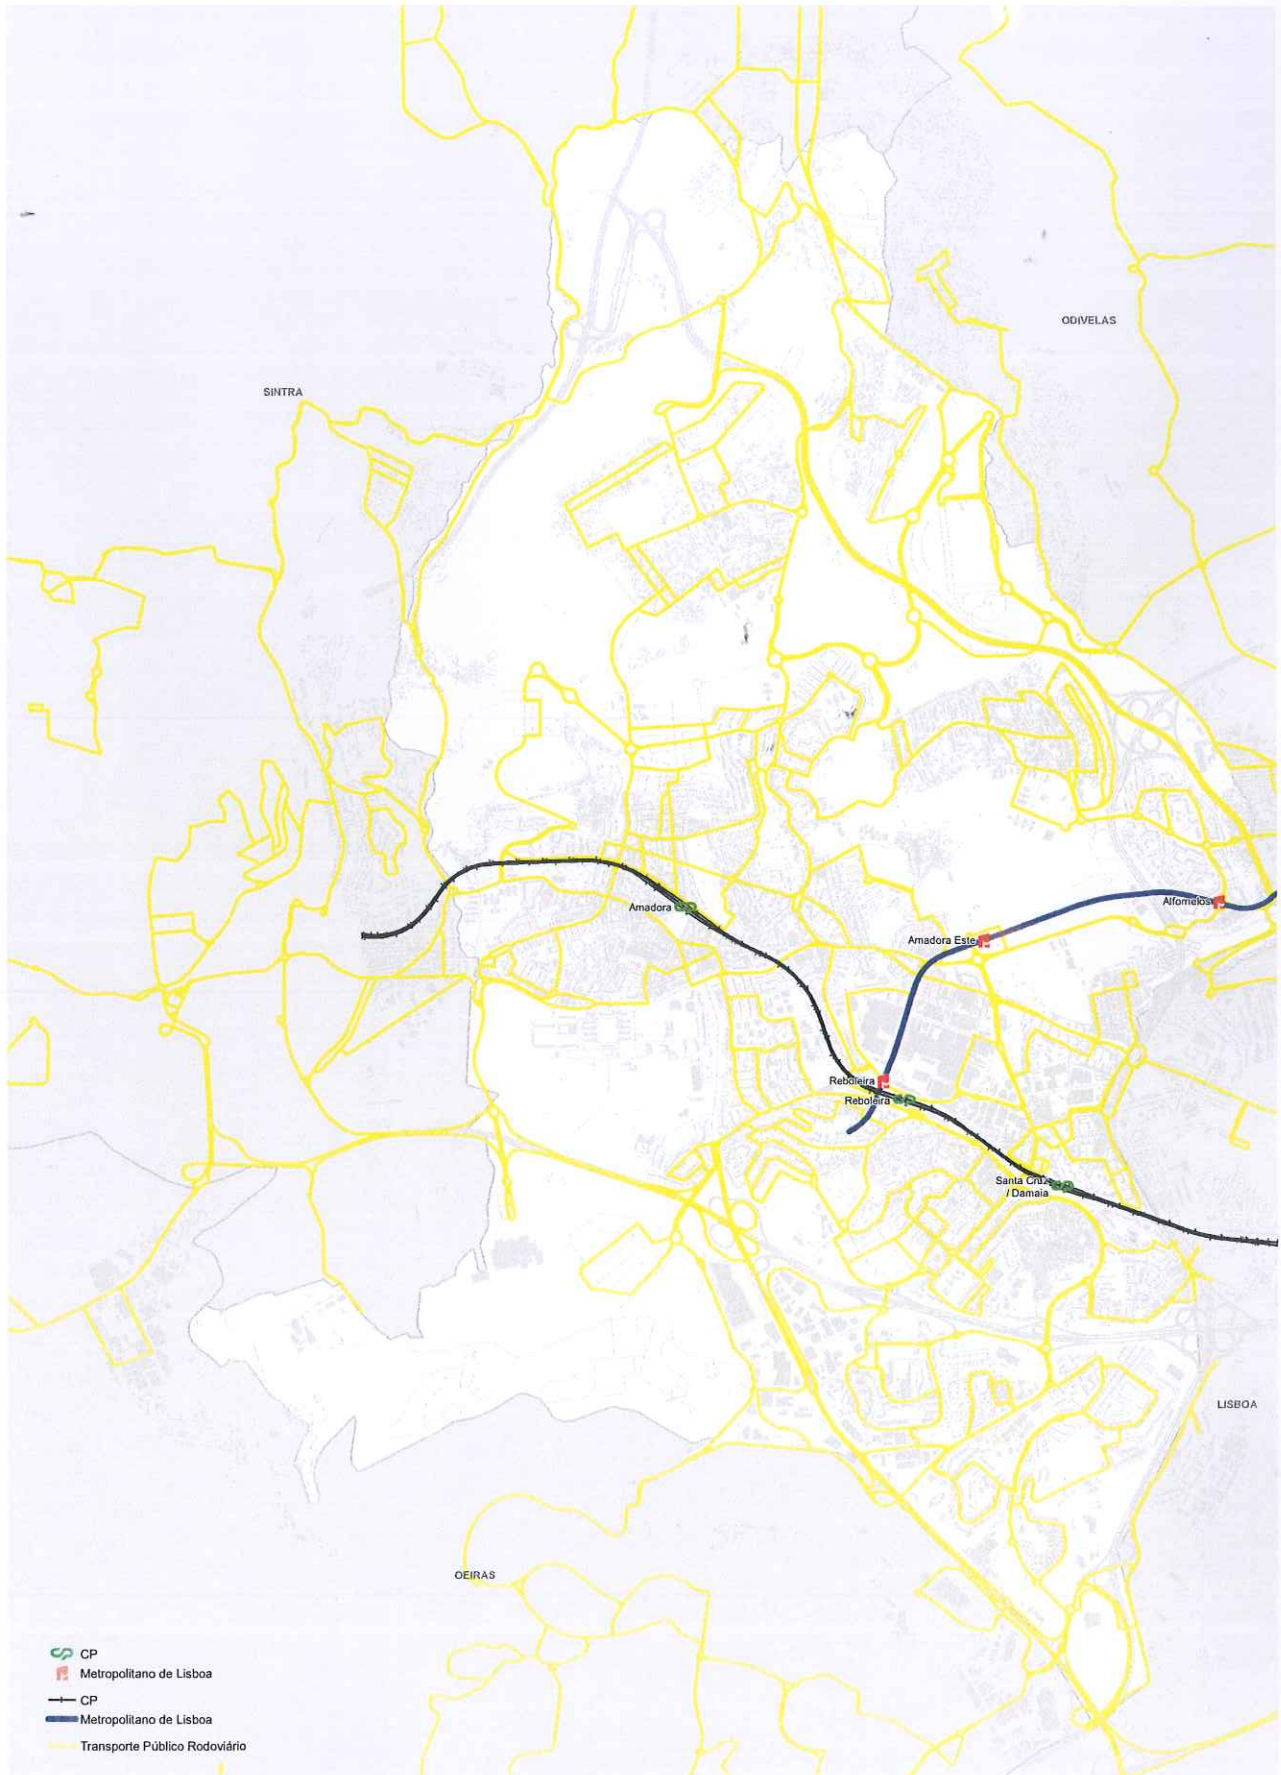 ODIVELAS
SINTRA
Amadora
Alfornelos
Amadora Este
Reboleira
Reboleira
Santa Cruz
/ Damaia
LISBOA
OEIRAS
CP
Metropolitano de Lisboa
CP
Metropolitano de Lisboa
Transporte Público Rodoviário